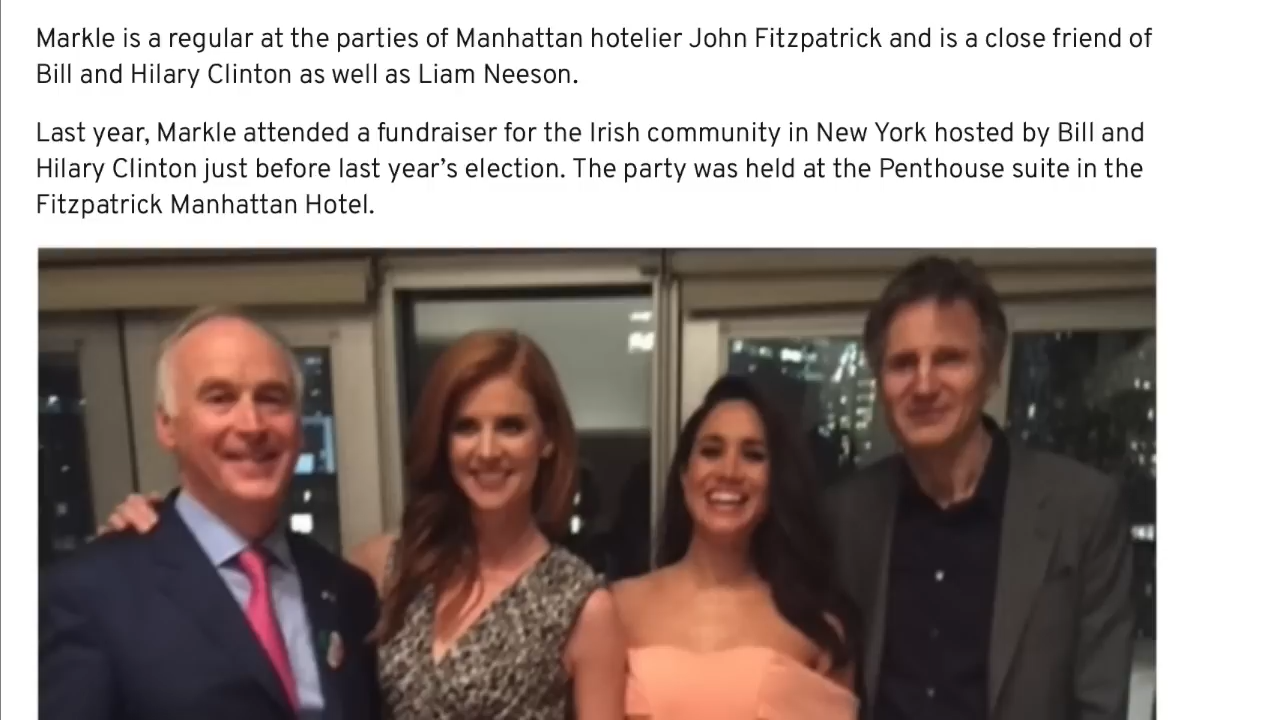 Markle is a regular at the parties of Manhattan hotelier John Fitzpatrick and is a close friend of
Bill and Hilary Clinton as well as Liam Neeson.
Last year, Markle attended a fundraiser for the Irish community in New York hosted by Bill and
Hilary Clinton just before last year’s election. The party was held at the Penthouse suite in the
Fitzpatrick Manhattan Hotel.